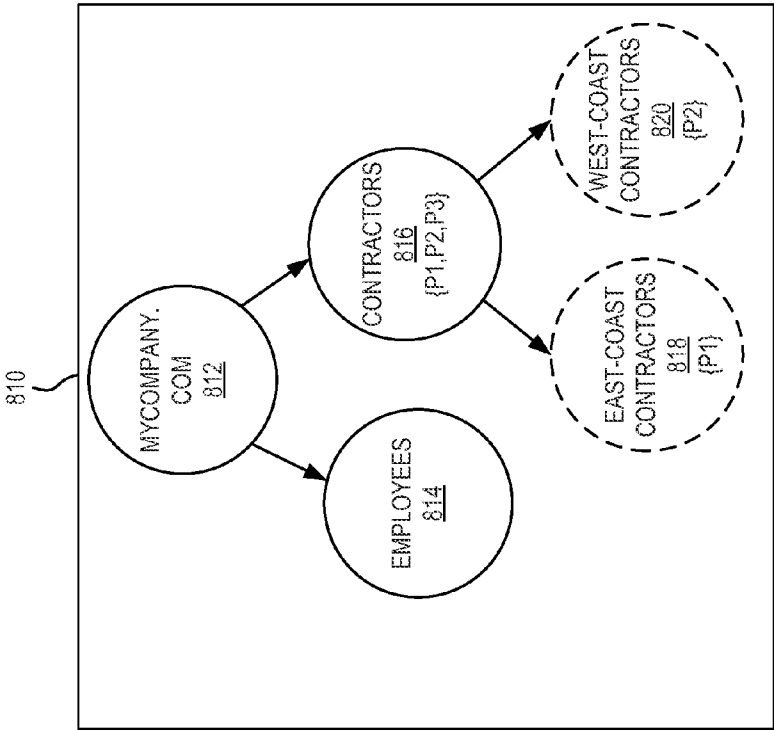 810
MYCOMPANY.
COM
812
EMPLOYEES
814
CONTRACTORS
816
{P1,P2,P3}
EAST-COAST
CONTRACTORS
818
{P1}
WEST-COAST
CONTRACTORS
820
{P2}